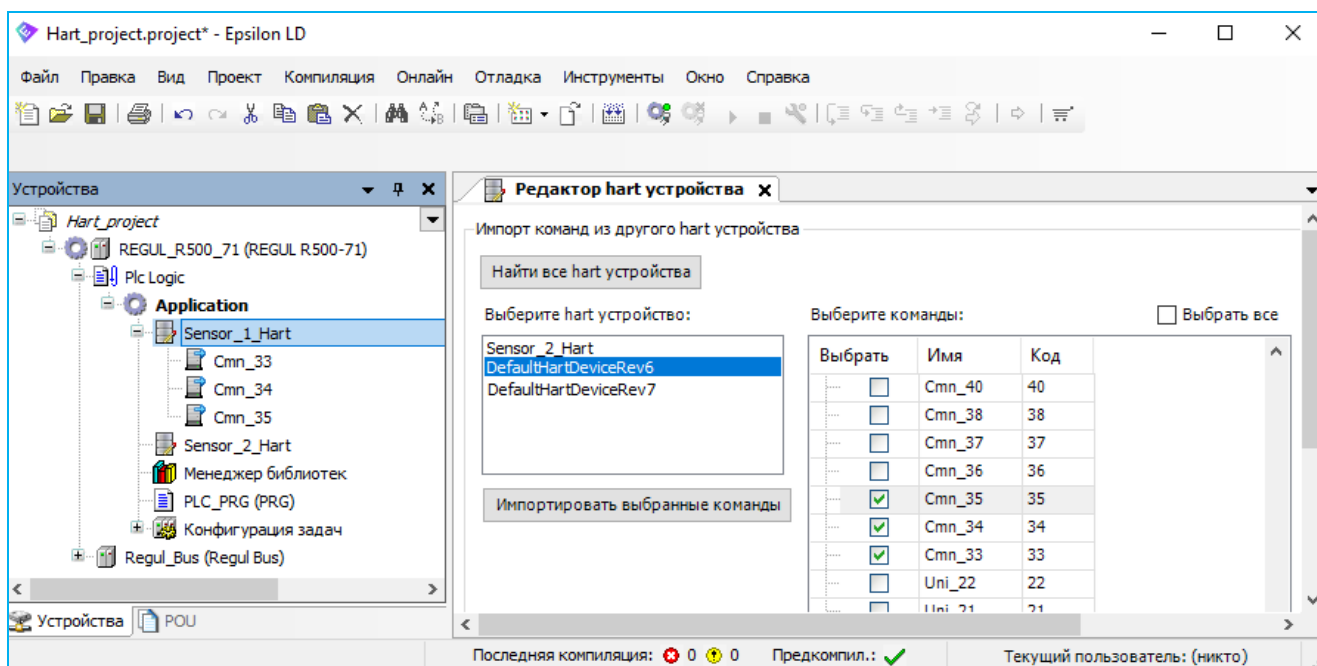 Hart_project.project* - Epsilon LD
Файл Правка Вид Проект Компиляция Онлайн Отладка Инструменты Окно Справка
Устройства
Hart_project
REGUL_R500_71 (REGUL R500-71)
Plc Logic
Application
Sensor_1_Hart
Cmn_33
Cmn_34
Cmn_35
Sensor_2_Hart
Менеджер библиотек
PLC_PRG (PRG)
Конфигурация задач
Regul_Bus (Regul Bus)
Устройства POU
Редактор hart устройства
Импорт команд из другого hart устройства
Найти все hart устройства
Выберите hart устройство:
Sensor_2_Hart
DefaultHartDeviceRev6
DefaultHartDeviceRev7
Импортировать выбранные команды
Выберите команды: Выбрать все
Выбрать Имя Код
Cmn_40 40
Cmn_38 38
Cmn_37 37
Cmn_36 36
Cmn_35 35
Cmn_34 34
Cmn_33 33
Uni_22 22
Uni_21 21
Последняя компиляция: 0 0 Предкомпил.: Текущий пользователь: (никто)